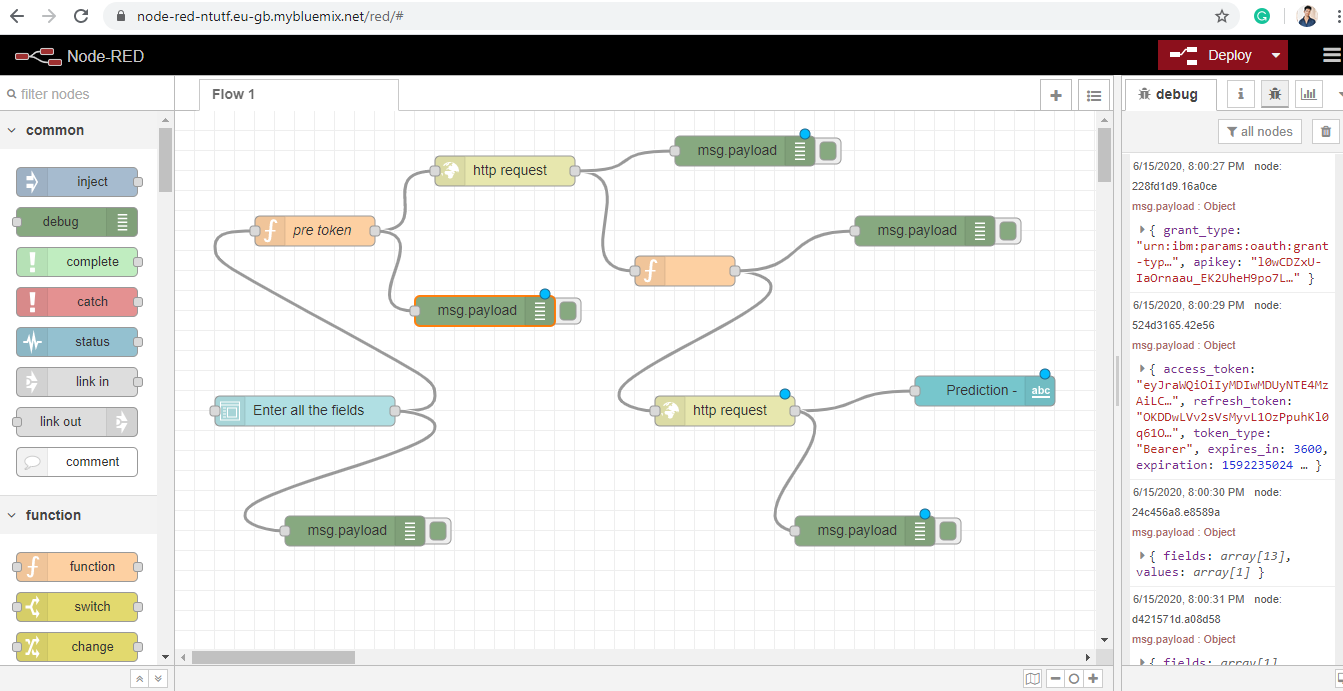 node-red-ntutf.eu-gb.mybluemix.net/red/#
Node-RED
Deploy
filter nodes
Flow 1
debug
i
common
all nodes
inject
debug
complete
catch
status
link in
link out
comment
function
function
switch
change
msg.payload
http request
pre token
msg.payload
msg.payload
Enter all the fields
Prediction -
abc
http request
msg.payload
msg.payload
6/15/2020, 8:00:27 PM node:
228fd1d9.16a0ce
msg.payload : Object
{ grant_type:
"urn:ibm:params:oauth:grant
-typ…", apikey: "l0wCDZxU-
IaOrnaau_EK2UheH9po7L…" }
6/15/2020, 8:00:29 PM node:
524d3165.42e56
msg.payload : Object
{ access_token:
"eyJraWQiOiIyMDIwMDUyNTE4Mz
AiLC…", refresh_token:
"OKDDwLVv2sVsMyvL1OzPpuhKl0
q61O…", token_type:
"Bearer", expires_in: 3600,
expiration: 1592235024 … }
6/15/2020, 8:00:30 PM node:
24c456a8.e8589a
msg.payload : Object
{ fields: array[13],
values: array[1] }
6/15/2020, 8:00:31 PM node:
d421571d.a08d58
msg.payload : Object
{ fields: array[1]